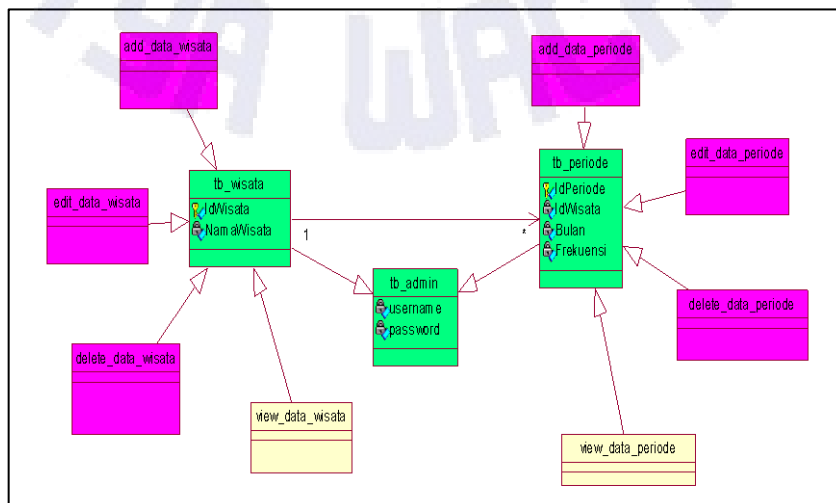 add_data_wisata
add_data_periode
tb_periode
IdPeriode
IdWisata
Bulan
Frekuensi
edit_data_periode
tb_wisata
IdWisata
NamaWisata
edit_data_wisata
1
*
tb_admin
username
password
delete_data_periode
delete_data_wisata
view_data_wisata
view_data_periode